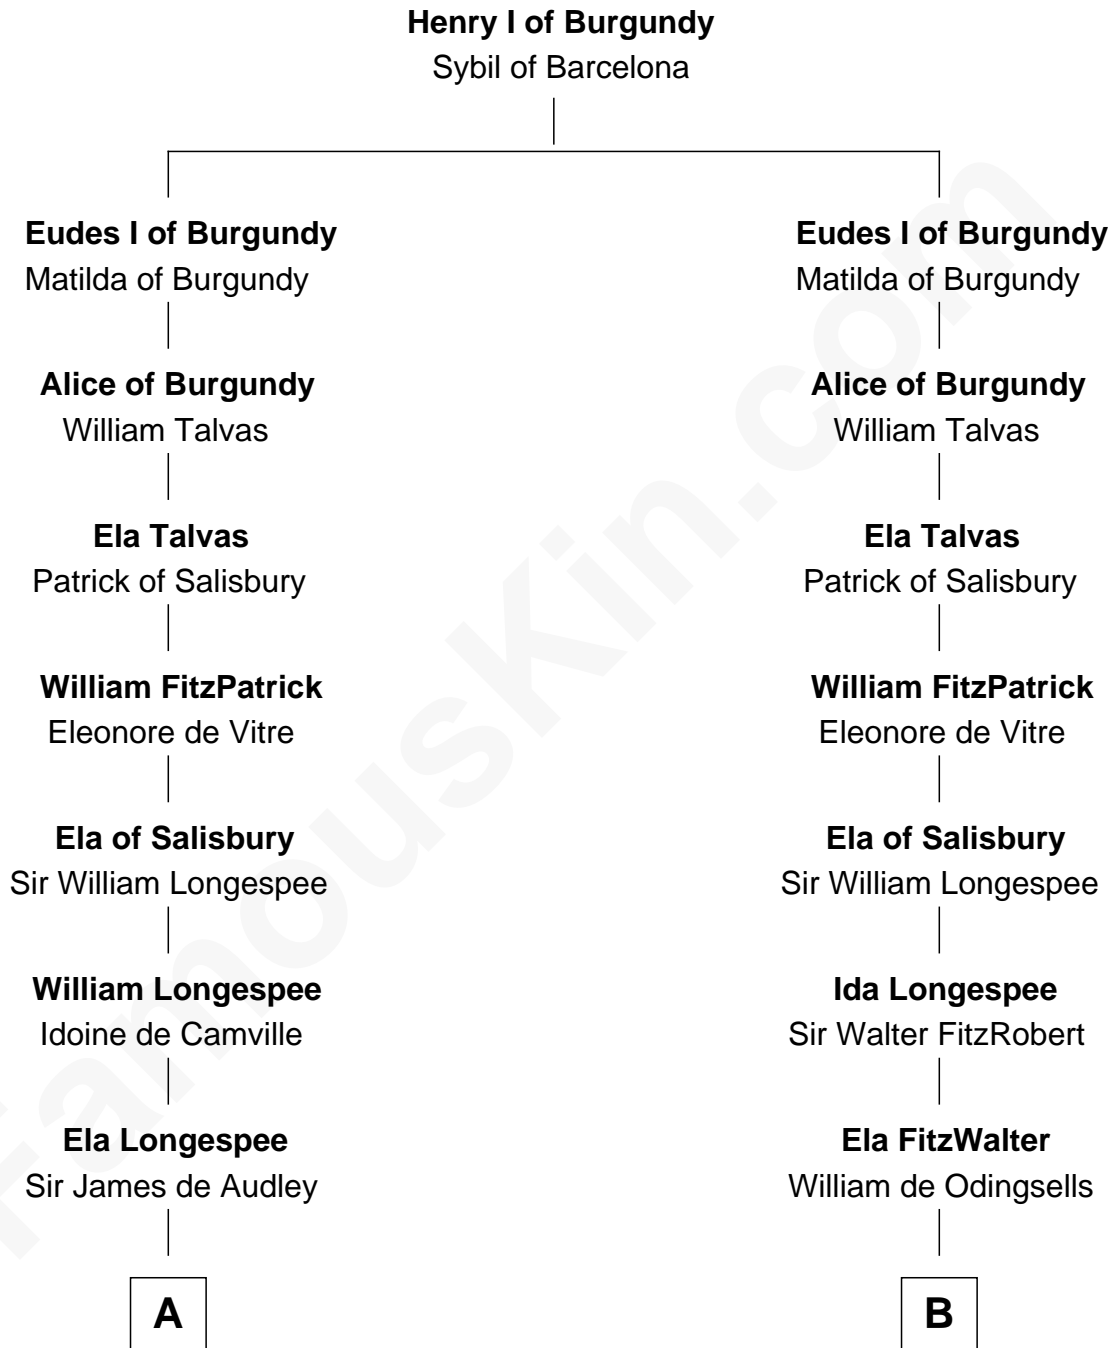 Henry I of Burgundy
Sybil of Barcelona
Eudes I of Burgundy
Matilda of Burgundy
Alice of Burgundy
William Talvas
Ela Talvas
Patrick of Salisbury
William FitzPatrick
Eleonore de Vitre
Ela of Salisbury
Sir William Longespee
William Longespee
Idoine de Camville
Ela Longespee
Sir James de Audley
A
Eudes I of Burgundy
Matilda of Burgundy
Alice of Burgundy
William Talvas
Ela Talvas
Patrick of Salisbury
William FitzPatrick
Eleonore de Vitre
Ela of Salisbury
Sir William Longespee
Ida Longespee
Sir Walter FitzRobert
Ela FitzWalter
William de Odingsells
B
FamousKin.com